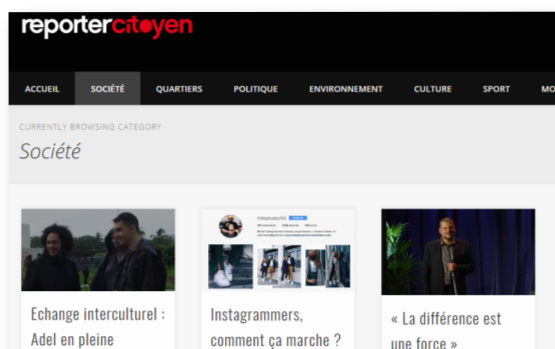 reportercitoyen
ACCUEIL SOCIÉTÉ QUARTIERS POLITIQUE ENVIRONNEMENT CULTURE SPORT MO
CURRENTLY BROWSING CATEGORY
Société
Echange interculturel :
Adel en pleine
Instagrammers,
comment ça marche ?
« La différence est
une force »